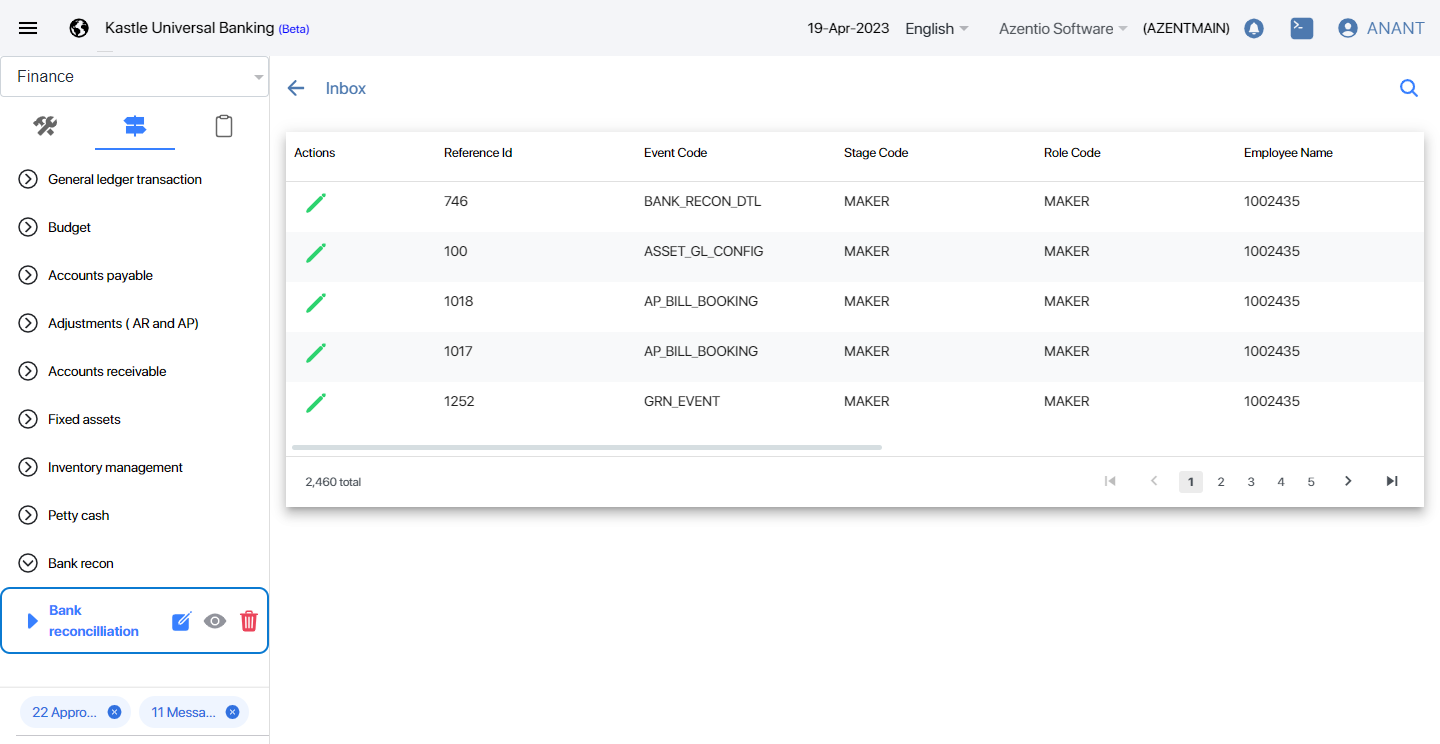 Kastle Universal Banking (Beta)
19-Apr-2023 English Azentio Software (AZENTMAIN) ANANT
Finance
General ledger transaction
Budget
Accounts payable
Adjustments ( AR and AP)
Accounts receivable
Fixed assets
Inventory management
Petty cash
Bank recon
Bank
reconcilliation
22 Appro... 11 Messa...
Inbox
Actions Reference Id Event Code Stage Code Role Code Employee Name
746 BANK_RECON_DTL MAKER MAKER 1002435
100 ASSET_GL_CONFIG MAKER MAKER 1002435
1018 AP_BILL_BOOKING MAKER MAKER 1002435
1017 AP_BILL_BOOKING MAKER MAKER 1002435
1252 GRN_EVENT MAKER MAKER 1002435
2,460 total 1 2 3 4 5